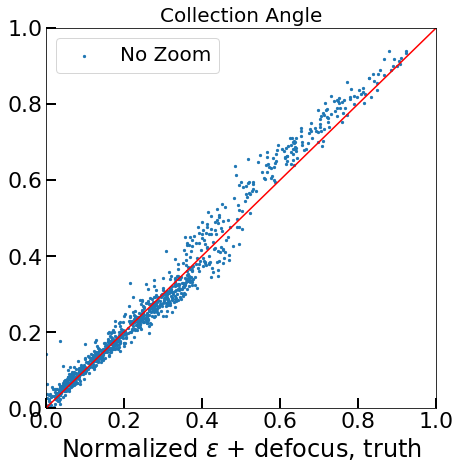 Collection Angle
No Zoom
1.0
0.8
0.6
0.4
0.2
0.0
0.0 0.2 0.4 0.6 0.8 1.0
Normalized ε + defocus, truth